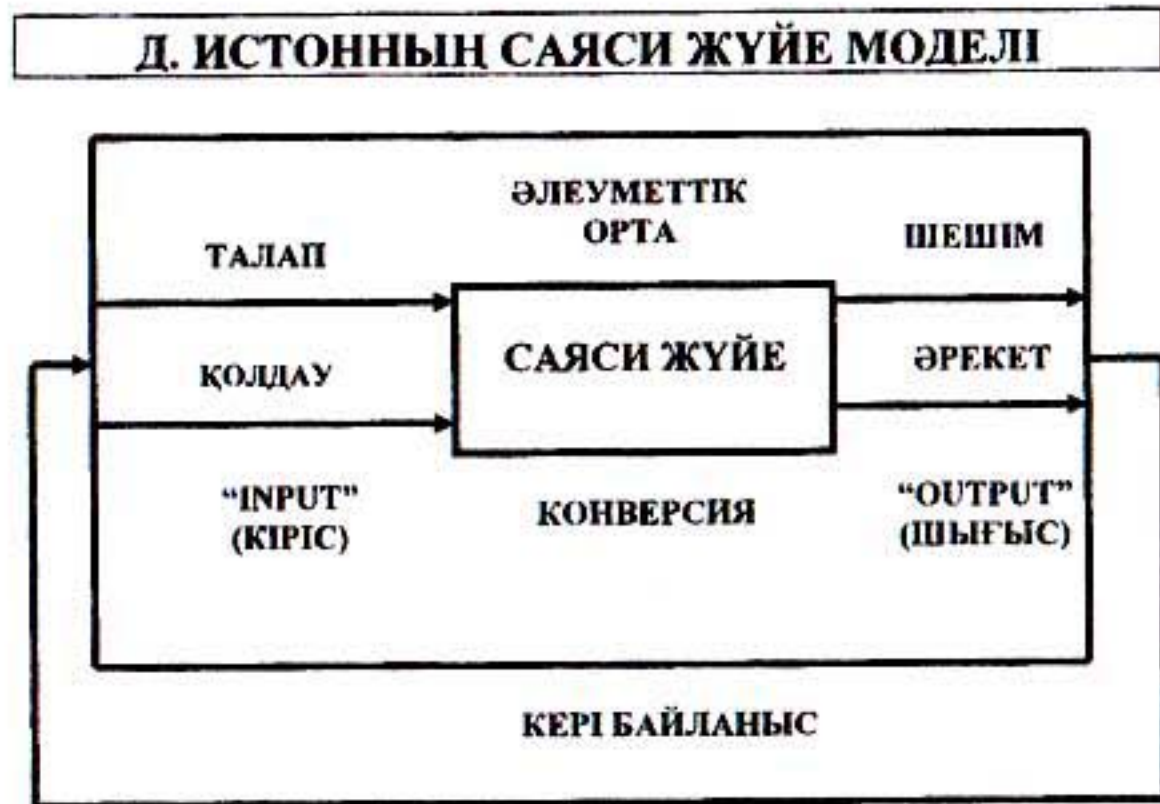 Д. ИСТОННЫҢ САЯСИ ЖҮЙЕ МОДЕЛІ
ӘЛЕУМЕТТІК
ОРТА
ТАЛАП
ШЕШІМ
САЯСИ ЖҮЙЕ
ҚОЛДАУ
ӘРЕКЕТ
“INPUT”
(КІРІС)
КОНВЕРСИЯ
“OUTPUT”
(ШЫҒЫС)
КЕРІ БАЙЛАНЫС